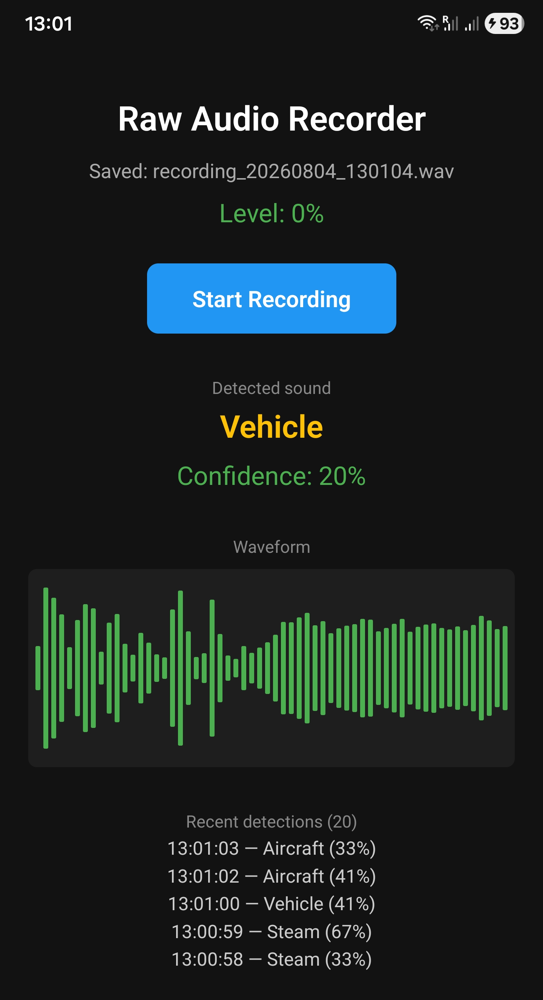 13:01
R
93
Raw Audio Recorder
Saved: recording_20260804_130104.wav
Level: 0%
Start Recording
Detected sound
Vehicle
Confidence: 20%
Waveform
Recent detections (20)
13:01:03 — Aircraft (33%)
13:01:02 — Aircraft (41%)
13:01:00 — Vehicle (41%)
13:00:59 — Steam (67%)
13:00:58 — Steam (33%)